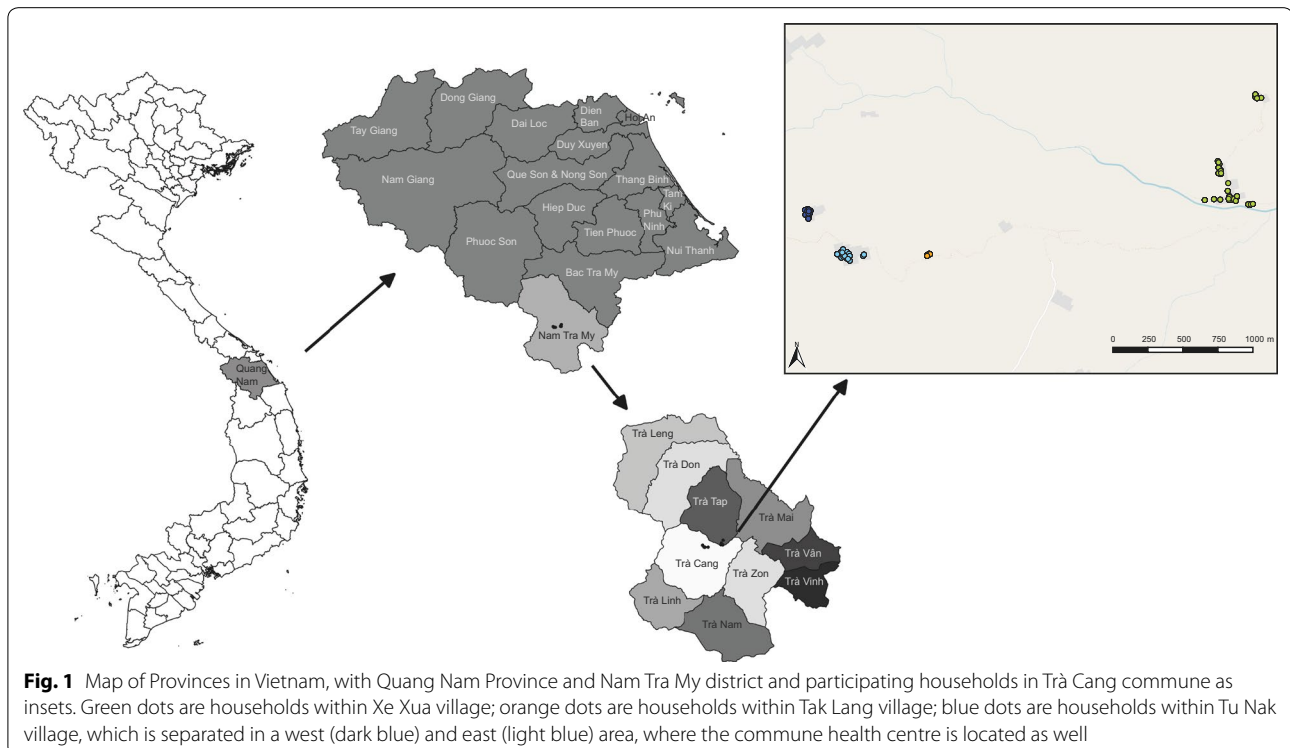 Quang
Nam
Tay Giang
Dong Giang
Dai Loc
Dien
Ban
Hoi An
Duy Xuyen
Nam Giang
Que Son & Nong Son
Thang Binh
Tam
Ki
Hiep Duc
Phu
Ninh
Phuoc Son
Tien Phuoc
Nui Thanh
Bac Tra My
Nam Tra My
N
0 250 500 750 1000 m
Trà Leng
Trà Don
Trà Tap
Trà Mai
Trà Vân
Trà Cang
Trà Zon
Trà Vinh
Trà Linh
Trà Nam
Fig. 1 Map of Provinces in Vietnam, with Quang Nam Province and Nam Tra My district and participating households in Trà Cang commune as
insets. Green dots are households within Xe Xua village; orange dots are households within Tak Lang village; blue dots are households within Tu Nak
village, which is separated in a west (dark blue) and east (light blue) area, where the commune health centre is located as well